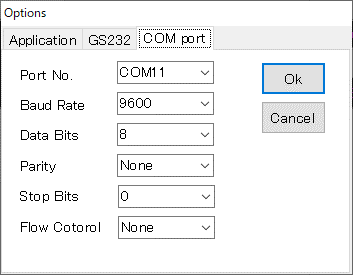 Options
Application GS232 COM port
Port No. COM11
Ok
Baud Rate 9600
Cancel
Data Bits 8
Parity None
Stop Bits 0
Flow Cotorol None